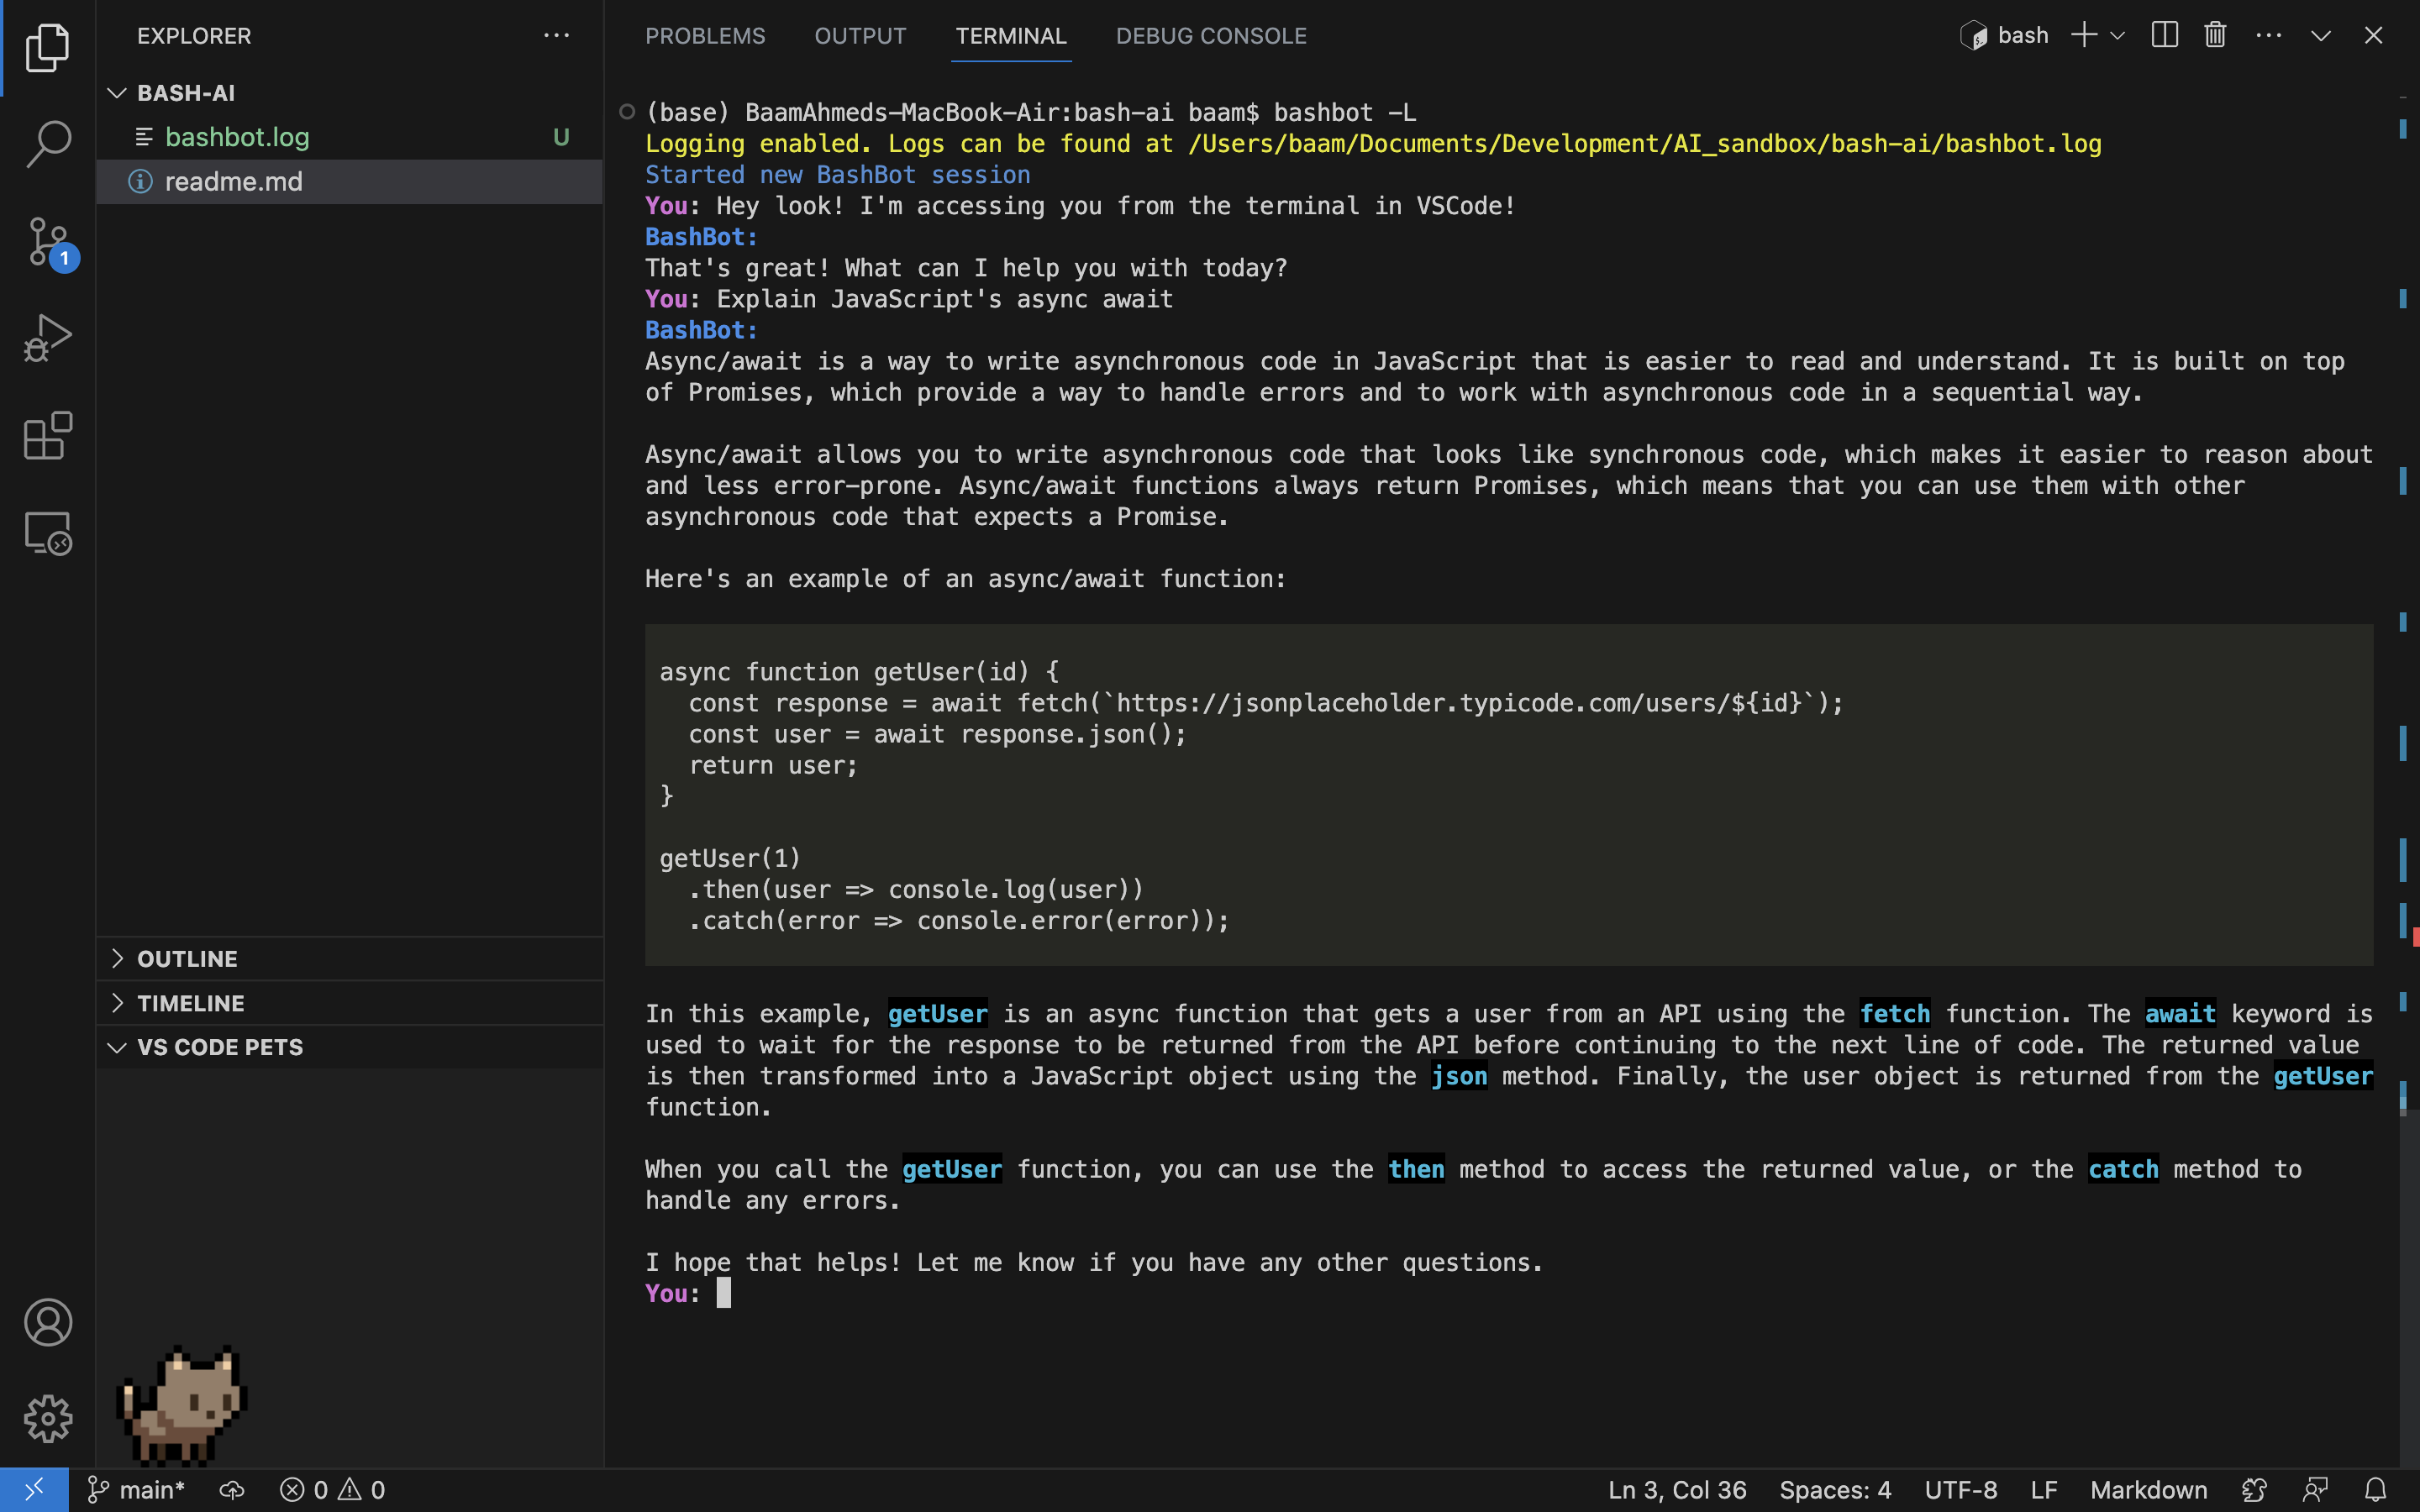 EXPLORER
BASH-AI
bashbot.log U
readme.md
1
OUTLINE
TIMELINE
VS CODE PETS
PROBLEMS OUTPUT TERMINAL DEBUG CONSOLE
bash
(base) BaamAhmeds-MacBook-Air:bash-ai baam$ bashbot -L
Logging enabled. Logs can be found at /Users/baam/Documents/Development/AI_sandbox/bash-ai/bashbot.log
Started new BashBot session
You: Hey look! I'm accessing you from the terminal in VSCode!
BashBot:
That's great! What can I help you with today?
You: Explain JavaScript's async await
BashBot:
Async/await is a way to write asynchronous code in JavaScript that is easier to read and understand. It is built on top
of Promises, which provide a way to handle errors and to work with asynchronous code in a sequential way.
Async/await allows you to write asynchronous code that looks like synchronous code, which makes it easier to reason about
and less error-prone. Async/await functions always return Promises, which means that you can use them with other
asynchronous code that expects a Promise.
Here's an example of an async/await function:
async function getUser(id) {
  const response = await fetch(`https://jsonplaceholder.typicode.com/users/${id}`);
  const user = await response.json();
  return user;
}
getUser(1)
  .then(user => console.log(user))
  .catch(error => console.error(error));
In this example, getUser is an async function that gets a user from an API using the fetch function. The await keyword is
used to wait for the response to be returned from the API before continuing to the next line of code. The returned value
is then transformed into a JavaScript object using the json method. Finally, the user object is returned from the getUser
function.
When you call the getUser function, you can use the then method to access the returned value, or the catch method to
handle any errors.
I hope that helps! Let me know if you have any other questions.
You:
main* 0 0
Ln 3, Col 36 Spaces: 4 UTF-8 LF Markdown